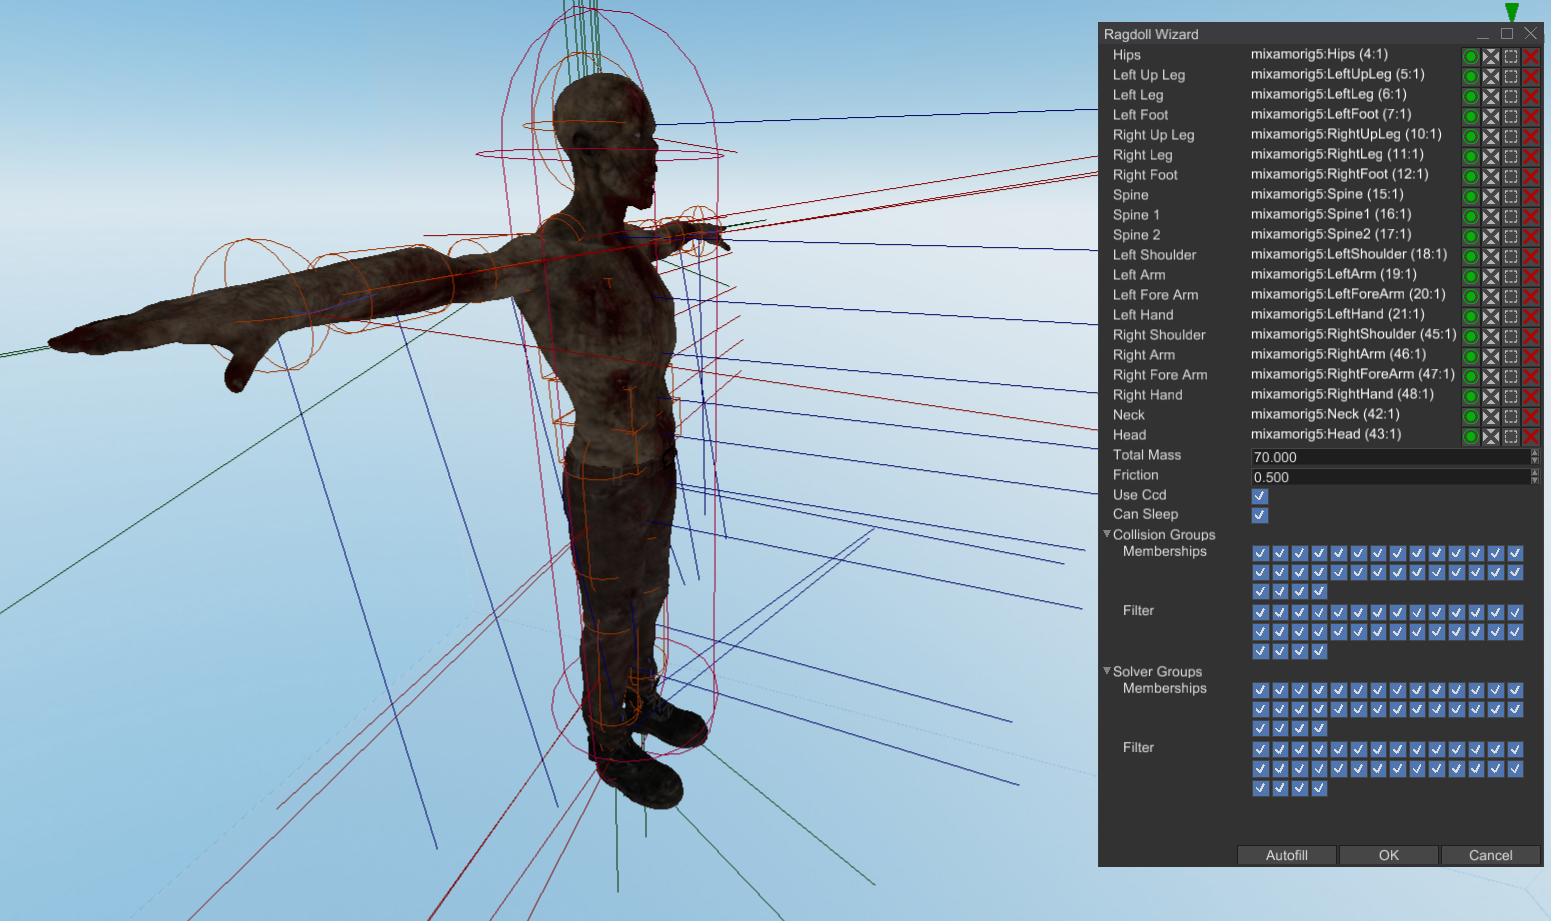 Ragdoll Wizard
Hips mixamorig5:Hips (4:1)
Left Up Leg mixamorig5:LeftUpLeg (5:1)
Left Leg mixamorig5:LeftLeg (6:1)
Left Foot mixamorig5:LeftFoot (7:1)
Right Up Leg mixamorig5:RightUpLeg (10:1)
Right Leg mixamorig5:RightLeg (11:1)
Right Foot mixamorig5:RightFoot (12:1)
Spine mixamorig5:Spine (15:1)
Spine 1 mixamorig5:Spine1 (16:1)
Spine 2 mixamorig5:Spine2 (17:1)
Left Shoulder mixamorig5:LeftShoulder (18:1)
Left Arm mixamorig5:LeftArm (19:1)
Left Fore Arm mixamorig5:LeftForeArm (20:1)
Left Hand mixamorig5:LeftHand (21:1)
Right Shoulder mixamorig5:RightShoulder (45:1)
Right Arm mixamorig5:RightArm (46:1)
Right Fore Arm mixamorig5:RightForeArm (47:1)
Right Hand mixamorig5:RightHand (48:1)
Neck mixamorig5:Neck (42:1)
Head mixamorig5:Head (43:1)
Total Mass 70.000
Friction 0.500
Use Ccd
Can Sleep
Collision Groups
Memberships
Filter
Solver Groups
Memberships
Filter
Autofill OK Cancel